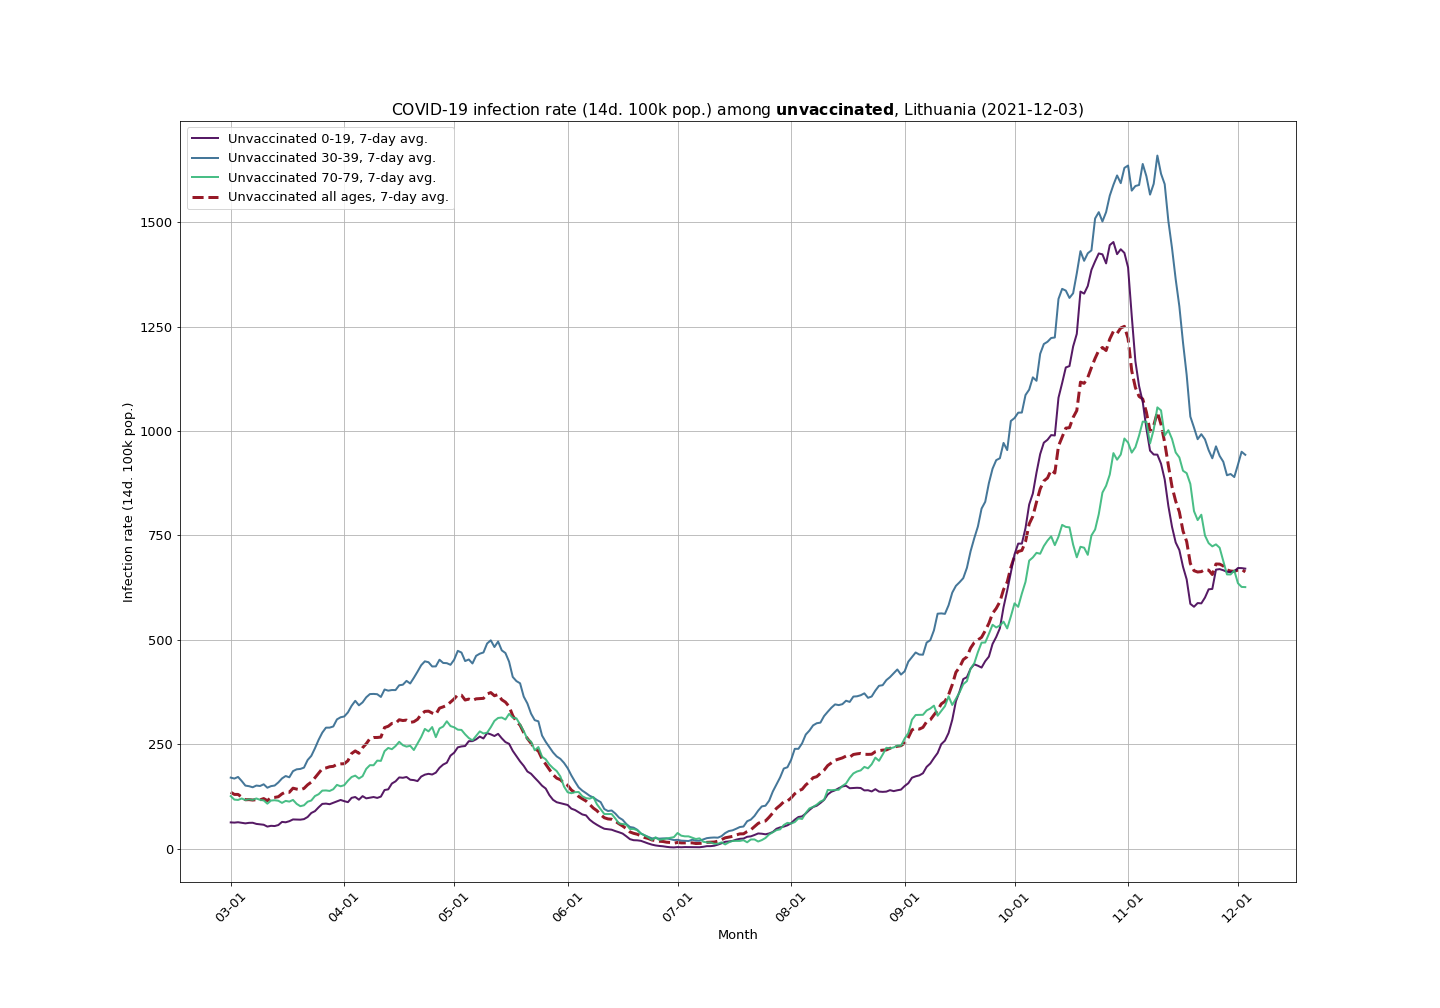 COVID-19 infection rate (14d. 100k pop.) among unvaccinated, Lithuania (2021-12-03)
Unvaccinated 0-19, 7-day avg.
Unvaccinated 30-39, 7-day avg.
Unvaccinated 70-79, 7-day avg.
Unvaccinated all ages, 7-day avg.
Infection rate (14d. 100k pop.)
1500
1250
1000
750
500
250
0
03-01
04-01
05-01
06-01
07-01
08-01
09-01
10-01
11-01
12-01
Month